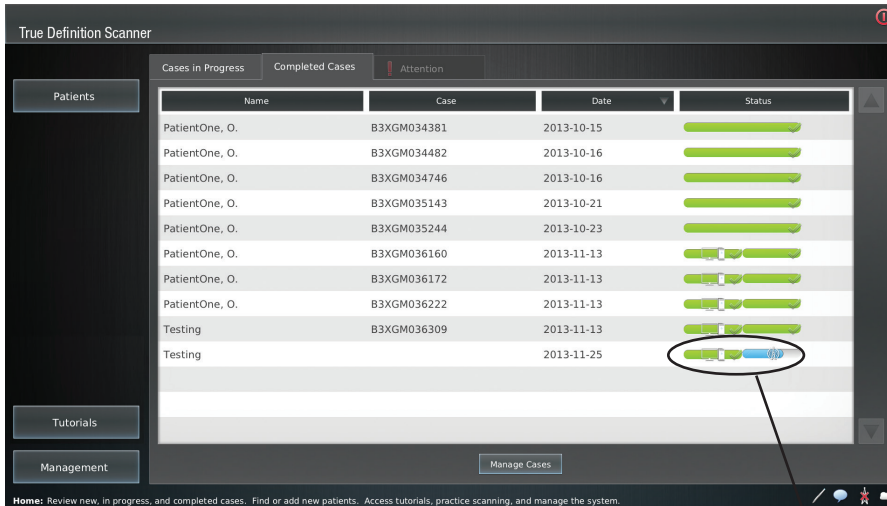 True Definition Scanner
Cases in Progress Completed Cases Attention
Patients
Name Case Date Status
PatientOne, O. B3XGM034381 2013-10-15
PatientOne, O. B3XGM034482 2013-10-16
PatientOne, O. B3XGM034746 2013-10-16
PatientOne, O. B3XGM035143 2013-10-21
PatientOne, O. B3XGM035244 2013-10-23
PatientOne, O. B3XGM036160 2013-11-13
PatientOne, O. B3XGM036172 2013-11-13
PatientOne, O. B3XGM036222 2013-11-13
Testing B3XGM036309 2013-11-13
Testing 2013-11-25
Tutorials
Management
Manage Cases
Home: Review new, in progress, and completed cases. Find or add new patients. Access tutorials, practice scanning, and manage the system.